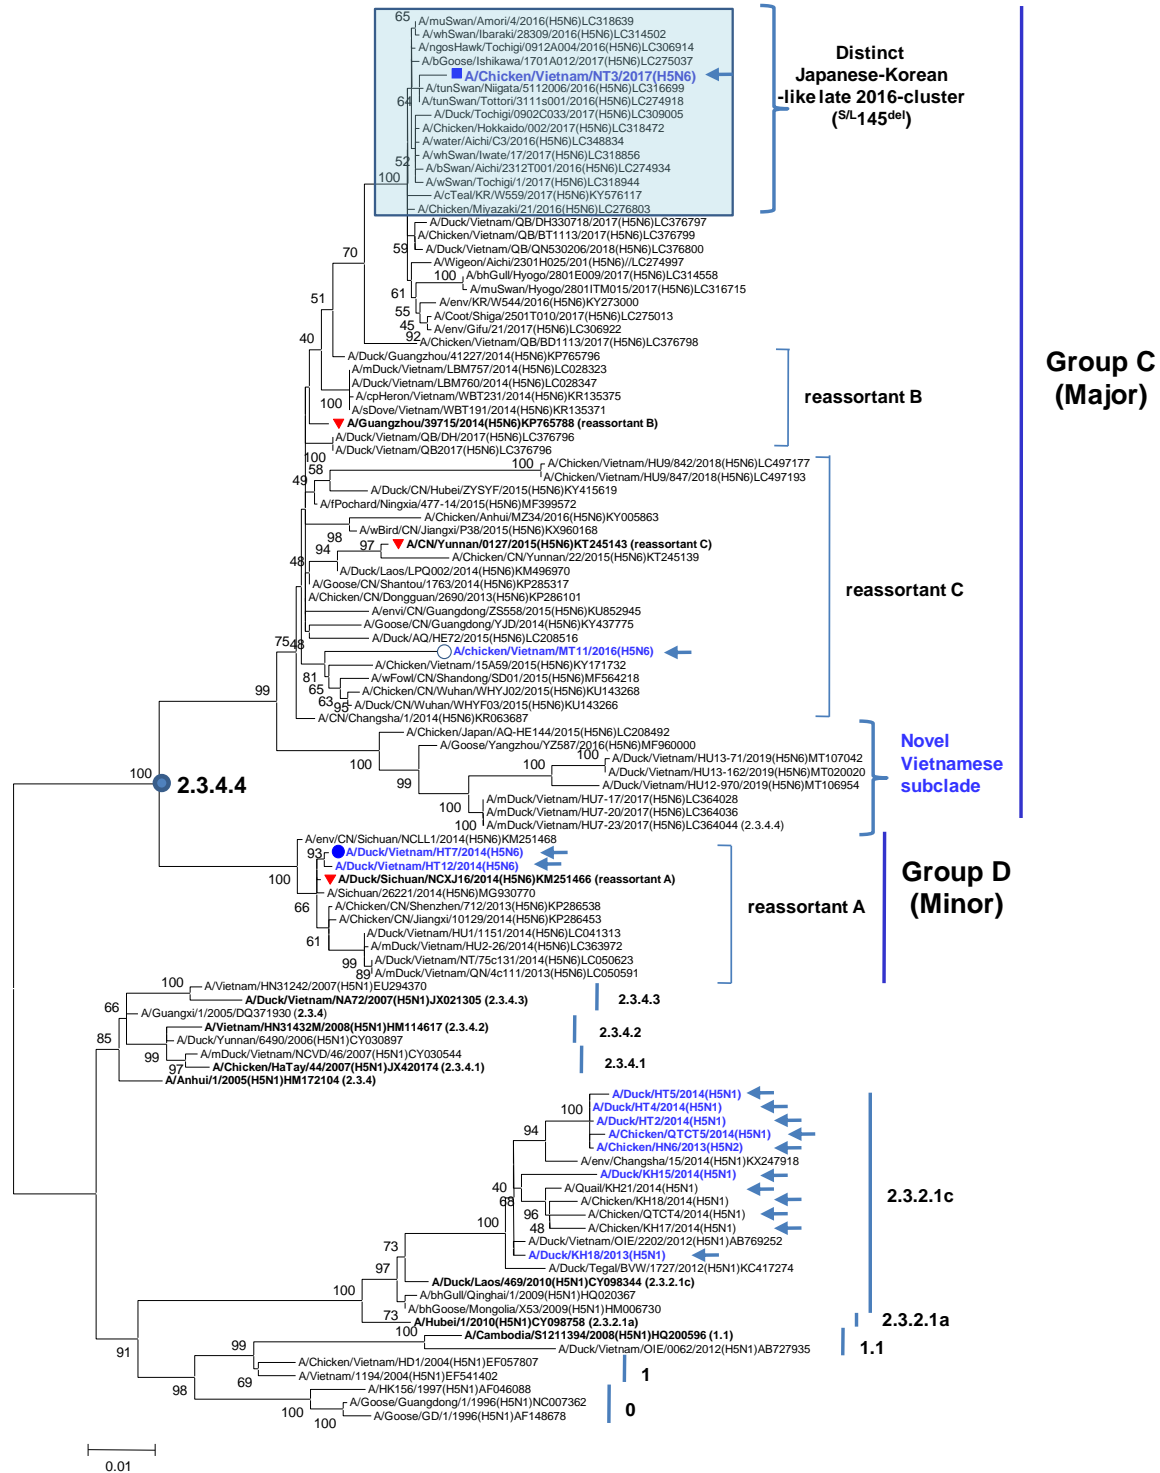 65
A/muSwan/Amori/4/2016(H5N6)LC318639
A/whSwan/Ibaraki/28309/2016(H5N6)LC314502
A/ngosHawk/Tochigi/0912A004/2016(H5N6)LC306914
A/bGoose/Ishikawa/1701A012/2017(H5N6)LC275037
A/Chicken/Vietnam/NT3/2017(H5N6)
A/tunSwan/Niigata/5112006/2016(H5N6)LC316699
64
A/tunSwan/Tottori/3111s001/2016(H5N6)LC274918
A/Duck/Tochigi/0902C033/2017(H5N6)LC309005
A/Chicken/Hokkaido/002/2017(H5N6)LC318472
A/water/Aichi/C3/2016(H5N6)LC348834
A/whSwan/Iwate/17/2017(H5N6)LC318856
52
A/bSwan/Aichi/2312T001/2016(H5N6)LC274934
A/wSwan/Tochigi/1/2017(H5N6)LC318944
100
A/cTeal/KR/W559/2017(H5N6)KY576117
A/Chicken/Miyazaki/21/2016(H5N6)LC276803
Distinct
Japanese-Korean
-like late 2016-cluster
(S/L145del)
A/Duck/Vietnam/QB/DH330718/2017(H5N6)LC376797
A/Chicken/Vietnam/QB/BT1113/2017(H5N6)LC376799
59
A/Duck/Vietnam/QB/QN530206/2018(H5N6)LC376800
70
A/Wigeon/Aichi/2301H025/201(H5N6)//LC274997
100
A/bhGull/Hyogo/2801E009/2017(H5N6)LC314558
A/muSwan/Hyogo/2801ITM015/2017(H5N6)LC316715
61
51
A/env/KR/W544/2016(H5N6)KY273000
55
A/Coot/Shiga/2501T010/2017(H5N6)LC275013
45
A/env/Gifu/21/2017(H5N6)LC306922
92
40
A/Chicken/Vietnam/QB/BD1113/2017(H5N6)LC376798
A/Duck/Guangzhou/41227/2014(H5N6)KP765796
A/mDuck/Vietnam/LBM757/2014(H5N6)LC028323
A/Duck/Vietnam/LBM760/2014(H5N6)LC028347
A/cpHeron/Vietnam/WBT231/2014(H5N6)KR135375
100
A/sDove/Vietnam/WBT191/2014(H5N6)KR135371
A/Guangzhou/39715/2014(H5N6)KP765788 (reassortant B)
A/Duck/Vietnam/QB/DH/2017(H5N6)LC376796
A/Duck/Vietnam/QB2017(H5N6)LC376796
100
reassortant B
Group C
(Major)
58
100
A/Chicken/Vietnam/HU9/842/2018(H5N6)LC497177
A/Chicken/Vietnam/HU9/847/2018(H5N6)LC497193
49
A/Duck/CN/Hubei/ZYSYF/2015(H5N6)KY415619
A/fPochard/Ningxia/477-14/2015(H5N6)MF399572
A/Chicken/Anhui/MZ34/2016(H5N6)KY005863
A/wBird/CN/Jiangxi/P38/2015(H5N6)KX960168
98
94
97
A/CN/Yunnan/0127/2015(H5N6)KT245143 (reassortant C)
A/Chicken/CN/Yunnan/22/2015(H5N6)KT245139
48
A/Duck/Laos/LPQ002/2014(H5N6)KM496970
A/Goose/CN/Shantou/1763/2014(H5N6)KP285317
A/Chicken/CN/Dongguan/2690/2013(H5N6)KP286101
A/envi/CN/Guangdong/ZS558/2015(H5N6)KU852945
A/Goose/CN/Guangdong/YJD/2014(H5N6)KY437775
A/Duck/AQ/HE72/2015(H5N6)LC208516
reassortant C
75
48
A/chicken/Vietnam/MT11/2016(H5N6)
A/Chicken/Vietnam/15A59/2015(H5N6)KY171732
81
A/wFowl/CN/Shandong/SD01/2015(H5N6)MF564218
65
A/Chicken/CN/Wuhan/WHYJ02/2015(H5N6)KU143268
63
95
A/Duck/CN/Wuhan/WHYF03/2015(H5N6)KU143266
99
A/CN/Changsha/1/2014(H5N6)KR063687
A/Chicken/Japan/AQ-HE144/2015(H5N6)LC208492
A/Goose/Yangzhou/YZ587/2016(H5N6)MF960000
100
100
A/Duck/Vietnam/HU13-71/2019(H5N6)MT107042
A/Duck/Vietnam/HU13-162/2019(H5N6)MT020020
99
100
A/Duck/Vietnam/HU12-970/2019(H5N6)MT106954
A/mDuck/Vietnam/HU7-17/2017(H5N6)LC364028
100
A/mDuck/Vietnam/HU7-20/2017(H5N6)LC364036
100
A/mDuck/Vietnam/HU7-23/2017(H5N6)LC364044 (2.3.4.4)
Novel
Vietnamese
subclade
100
2.3.4.4
A/env/CN/Sichuan/NCLL1/2014(H5N6)KM251468
93
A/Duck/Vietnam/HT7/2014(H5N6)
A/Duck/Vietnam/HT12/2014(H5N6)
100
A/Duck/Sichuan/NCXJ16/2014(H5N6)KM251466 (reassortant A)
A/Sichuan/26221/2014(H5N6)MG930770
66
A/Chicken/CN/Shenzhen/712/2013(H5N6)KP286538
A/Chicken/CN/Jiangxi/10129/2014(H5N6)KP286453
61
A/Duck/Vietnam/HU1/1151/2014(H5N6)LC041313
A/mDuck/Vietnam/HU2-26/2014(H5N6)LC363972
99
A/Duck/Vietnam/NT/75c131/2014(H5N6)LC050623
89
A/mDuck/Vietnam/QN/4c111/2013(H5N6)LC050591
reassortant A
Group D
(Minor)
100
A/Vietnam/HN31242/2007(H5N1)EU294370
A/Duck/Vietnam/NA72/2007(H5N1)JX021305 (2.3.4.3)
2.3.4.3
66
A/Guangxi/1/2005/DQ371930 (2.3.4)
A/Vietnam/HN31432M/2008(H5N1)HM114617 (2.3.4.2)
2.3.4.2
85
A/Duck/Yunnan/6490/2006(H5N1)CY030897
99
A/mDuck/Vietnam/NCVD/46/2007(H5N1)CY030544
97
A/Chicken/HaTay/44/2007(H5N1)JX420174 (2.3.4.1)
2.3.4.1
A/Anhui/1/2005(H5N1)HM172104 (2.3.4)
A/Duck/HT5/2014(H5N1)
100
A/Duck/HT4/2014(H5N1)
A/Duck/HT2/2014(H5N1)
94
A/Chicken/QTCT5/2014(H5N1)
A/Chicken/HN6/2013(H5N2)
A/env/Changsha/15/2014(H5N1)KX247918
A/Duck/KH15/2014(H5N1)
40
A/Quail/KH21/2014(H5N1)
68
A/Chicken/KH18/2014(H5N1)
96
A/Chicken/QTCT4/2014(H5N1)
48
A/Chicken/KH17/2014(H5N1)
100
A/Duck/Vietnam/OIE/2202/2012(H5N1)AB769252
73
A/Duck/KH18/2013(H5N1)
A/Duck/Tegal/BVW/1727/2012(H5N1)KC417274
97
A/Duck/Laos/469/2010(H5N1)CY098344 (2.3.2.1c)
100
A/bhGull/Qinghai/1/2009(H5N1)HQ020367
A/bhGoose/Mongolia/X53/2009(H5N1)HM006730
73
A/Hubei/1/2010(H5N1)CY098758 (2.3.2.1a)
2.3.2.1c
2.3.2.1a
100
A/Cambodia/S1211394/2008(H5N1)HQ200596 (1.1)
99
A/Duck/Vietnam/OIE/0062/2012(H5N1)AB727935
1.1
91
A/Chicken/Vietnam/HD1/2004(H5N1)EF057807
69
A/Vietnam/1194/2004(H5N1)EF541402
1
98
A/HK156/1997(H5N1)AF046088
A/Goose/Guangdong/1/1996(H5N1)NC007362
100
100
A/Goose/GD/1/1996(H5N1)AF148678
0
0.01